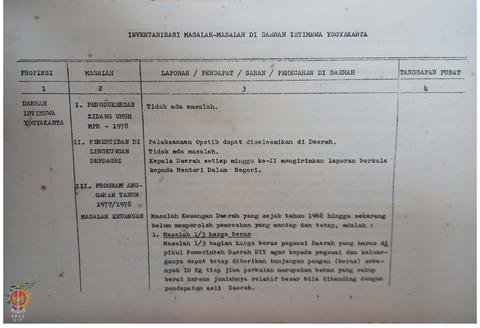 INVENTARISASI MASALAH-MASALAH DI DAERAH ISTIMEWA YOGYAKARTA
PROPINSI
MASALAH
LAPORAN / PENDAPAT / SARAN / PEMECAHAN DI DAERAH
TANGGAPAN PUSAT
1
2
3
4
DAERAH
ISTIMEWA
YOGYAKARTA
I. PENGSUKSESAN
SIDANG UMUM
MPR - 1978
Tidak ada masalah.
II. PENERTIBAN DI
LINGKUNGAN
DEPDAGRI
Pelaksanaan Opstib dapat diselesaikan di Daerah.
Tidak ada masalah.
Kepala Daerah setiap minggu ke-II mengirimkan laporan berkala
kepada Menteri Dalam Negeri.
III. PROGRAM ANG-
GARAN TAHUN
1977/1978
MASALAH KEUANGAN
Masalah Keuangan Daerah yang sejak tahun 1968 hingga sekarang
belum memperoleh pemecahan yang mantap dan tetap, adalah :
1. Masalah 1/3 harga beras
Masalah 1/3 bagian harga beras pegawai Daerah yang harus di
pikul Pemerintah Daerah DIY agar kepada pegawai dan keluar-
ganya dapat tetap diberikan tunjangan pangan (beras) seba-
nyak 10 Kg tiap jiwa perbulan merupakan beban yang cukup
berat karena jumlahnya relatif besar bila dibanding dengan
pendapatan asli Daerah.